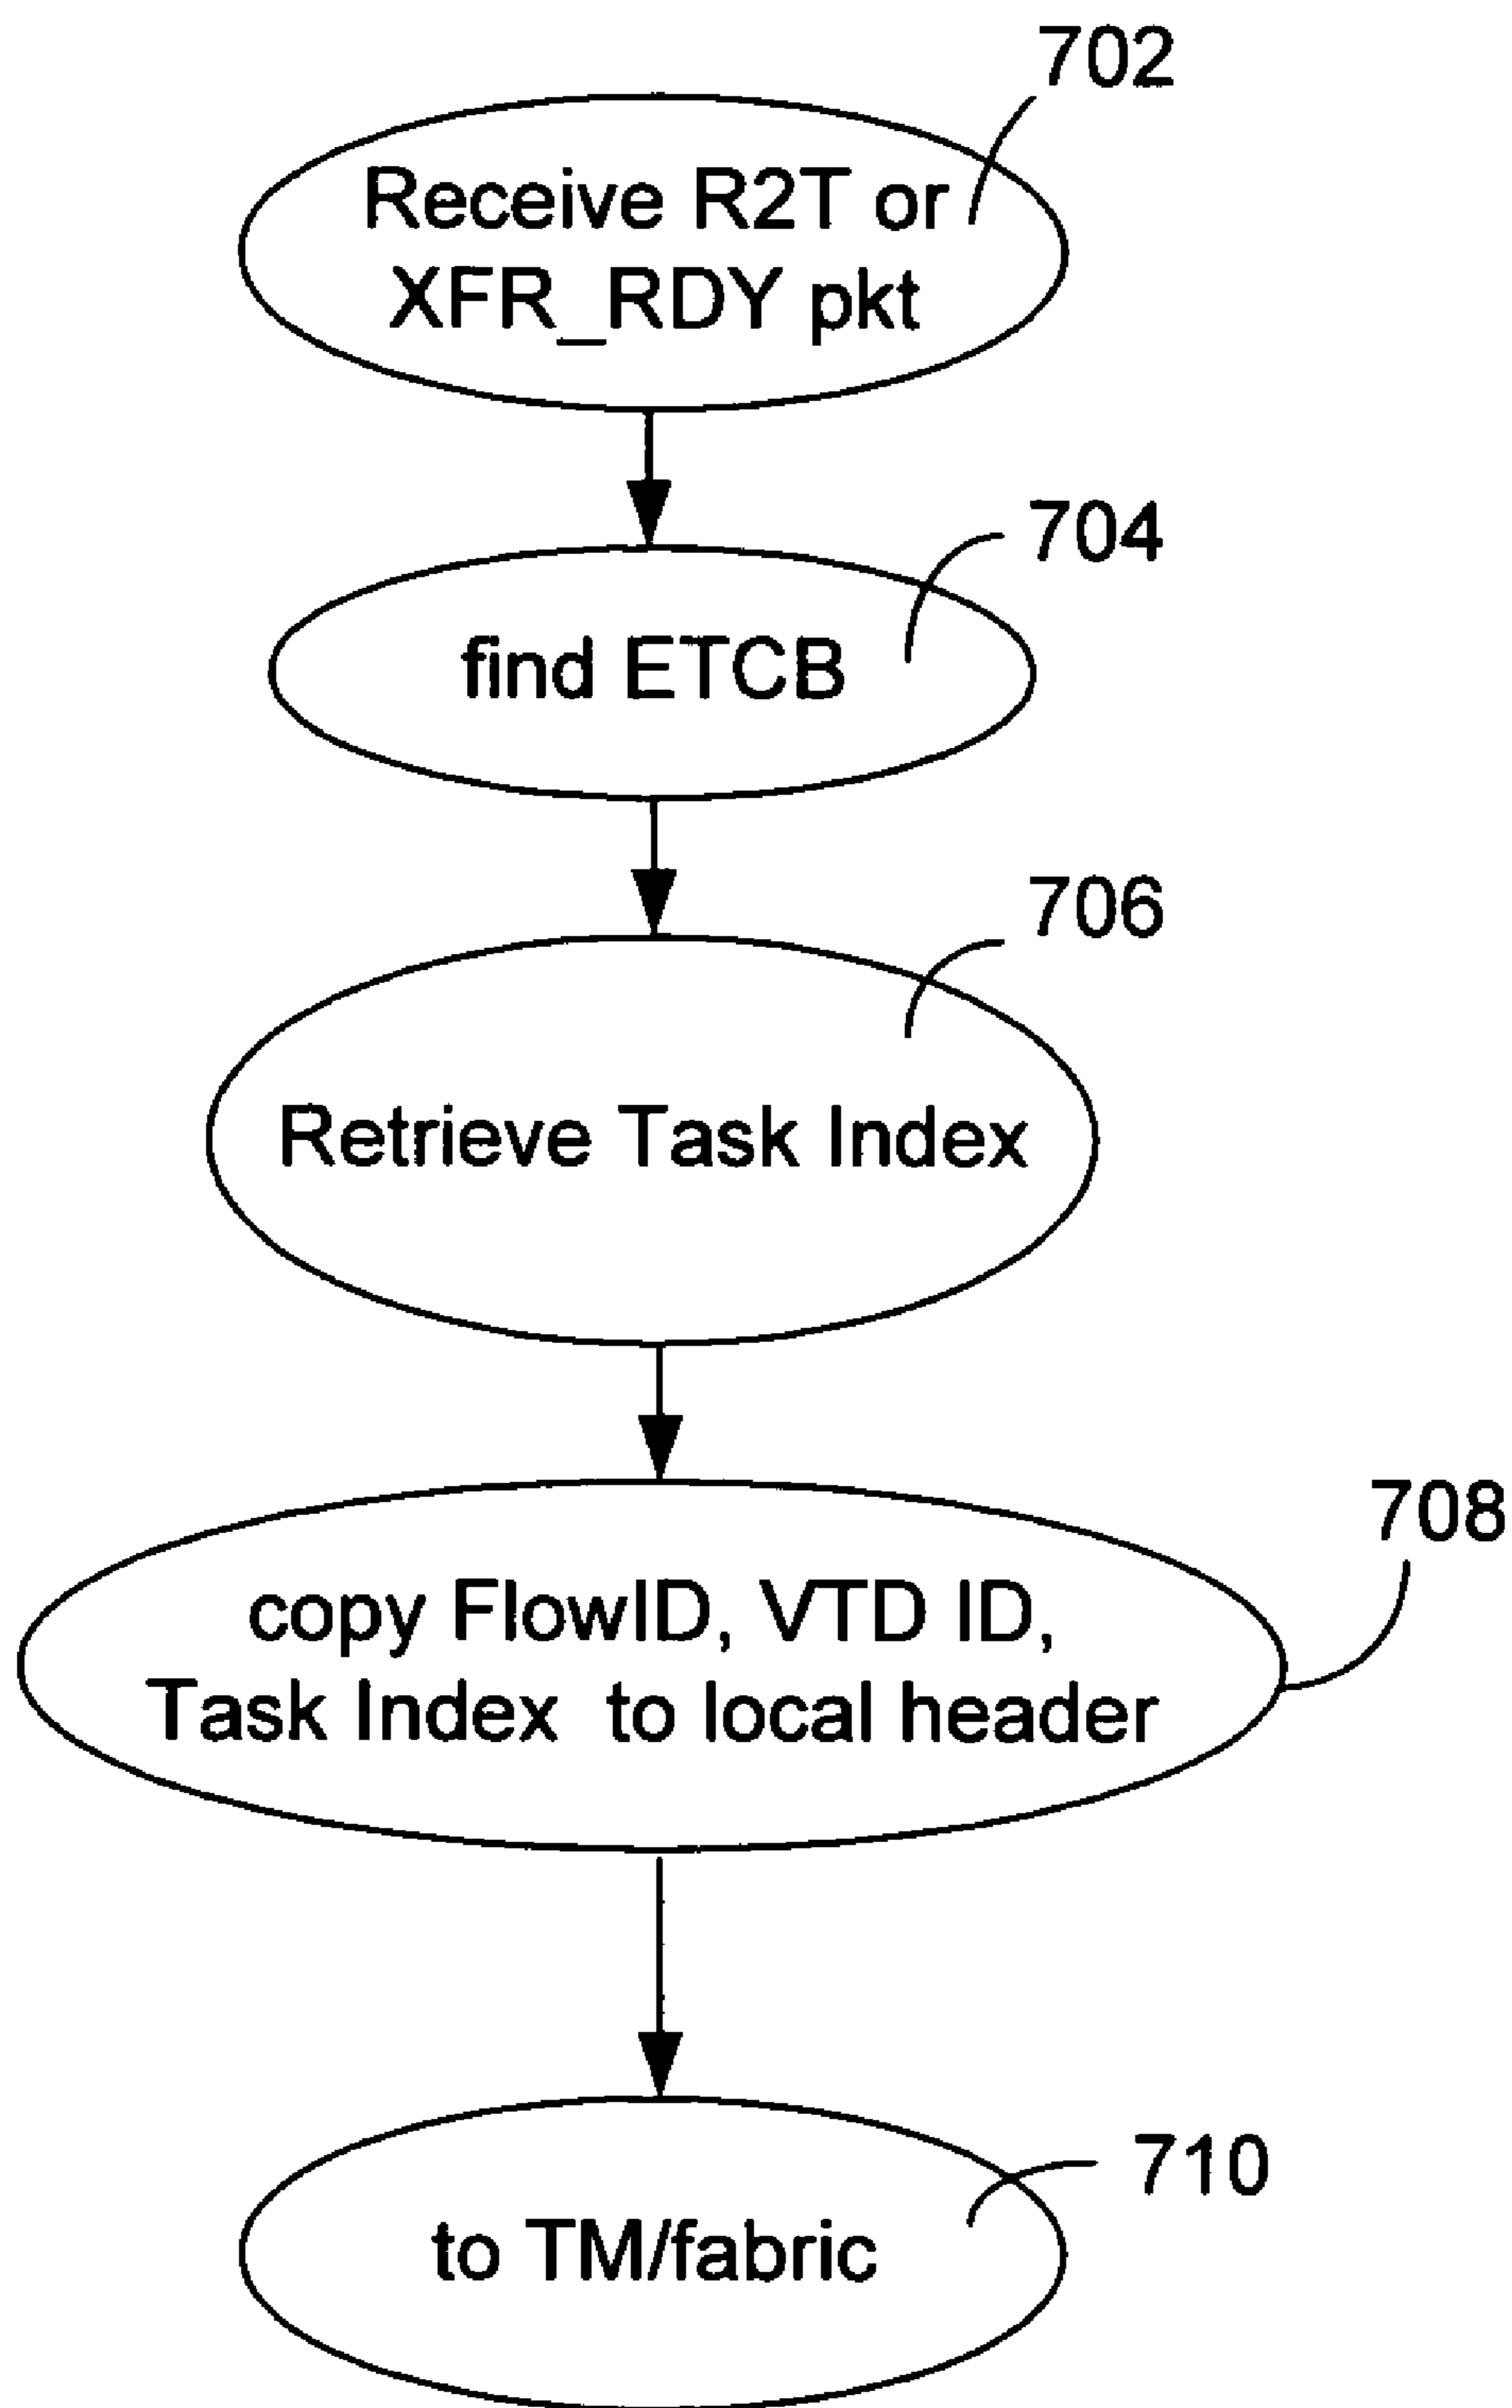 702
Receive R2T or
XFR_RDY pkt
704
find ETCB
706
Retrieve Task Index
708
copy FlowID, VTD ID,
Task Index to local header
710
to TM/fabric